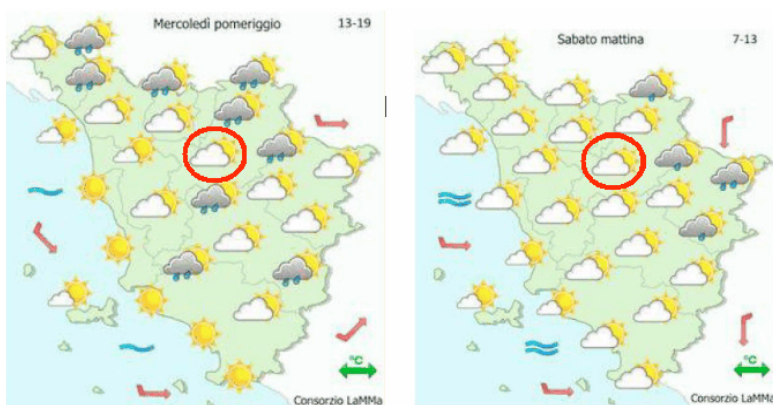 Mercoledì pomeriggio 13-19
°C
Consorzio LaMMa
Sabato mattina 7-13
°C
Consorzio LaMMa